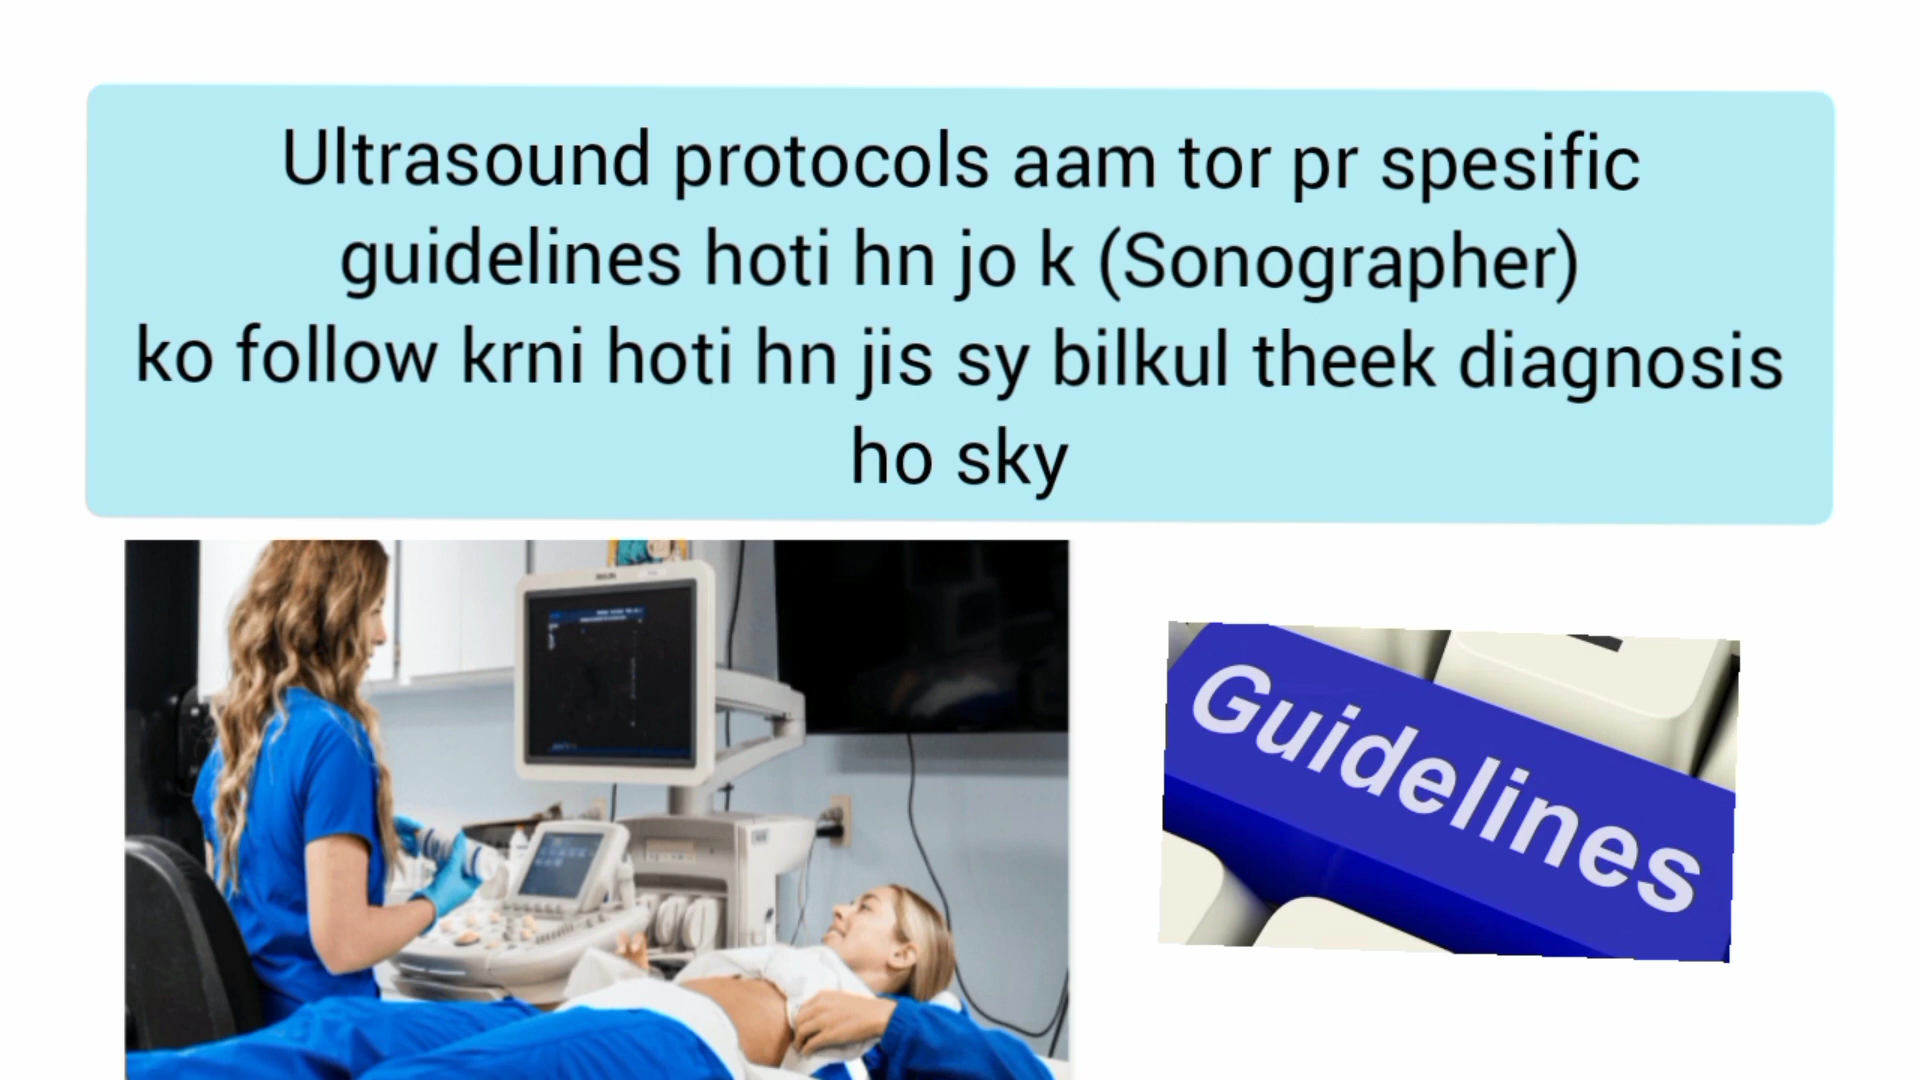 Ultrasound protocols aam tor pr spesific
guidelines hoti hn jo k (Sonographer)
ko follow krni hoti hn jis sy bilkul theek diagnosis
ho sky
Guidelines